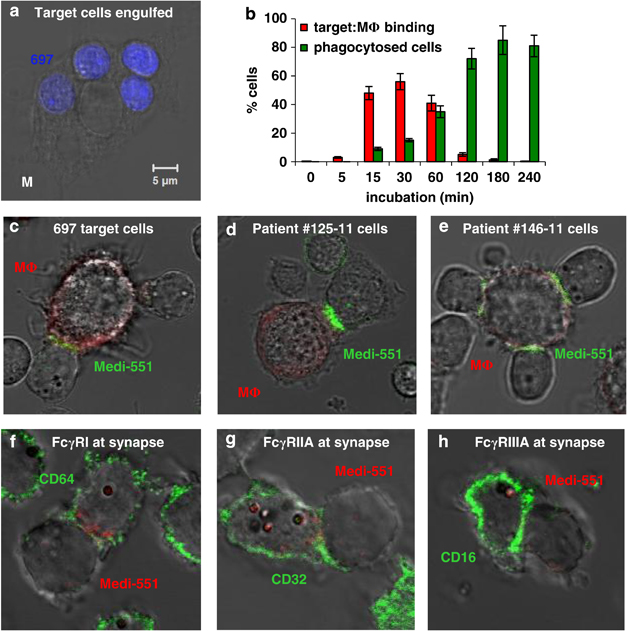 a Target cells engulfed
697
M
5 µm
b
target:MΦ binding
phagocytosed cells
% cells
100
80
60
40
20
0
0 5 15 30 60 120 180 240
incubation (min)
c 697 target cells
MΦ
Medi-551
d Patient #125-11 cells
Medi-551
MΦ
e Patient #146-11 cells
MΦ
Medi-551
f FcγRI at synapse
CD64
Medi-551
g FcγRIIA at synapse
Medi-551
CD32
h FcγRIIIA at synapse
Medi-551
CD16